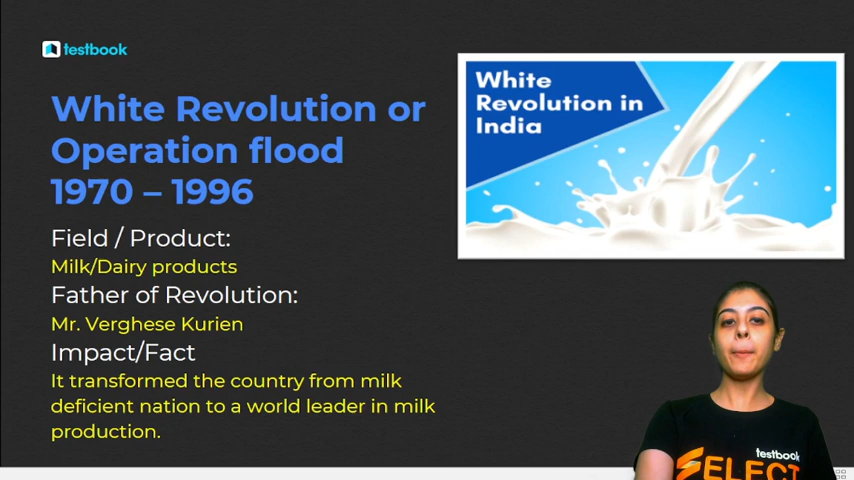 testbook
White Revolution or
Operation flood
1970 – 1996
Field / Product:
Milk/Dairy products
Father of Revolution:
Mr. Verghese Kurien
Impact/Fact
It transformed the country from milk
deficient nation to a world leader in milk
production.
White
Revolution in
India
testbook
SELECT